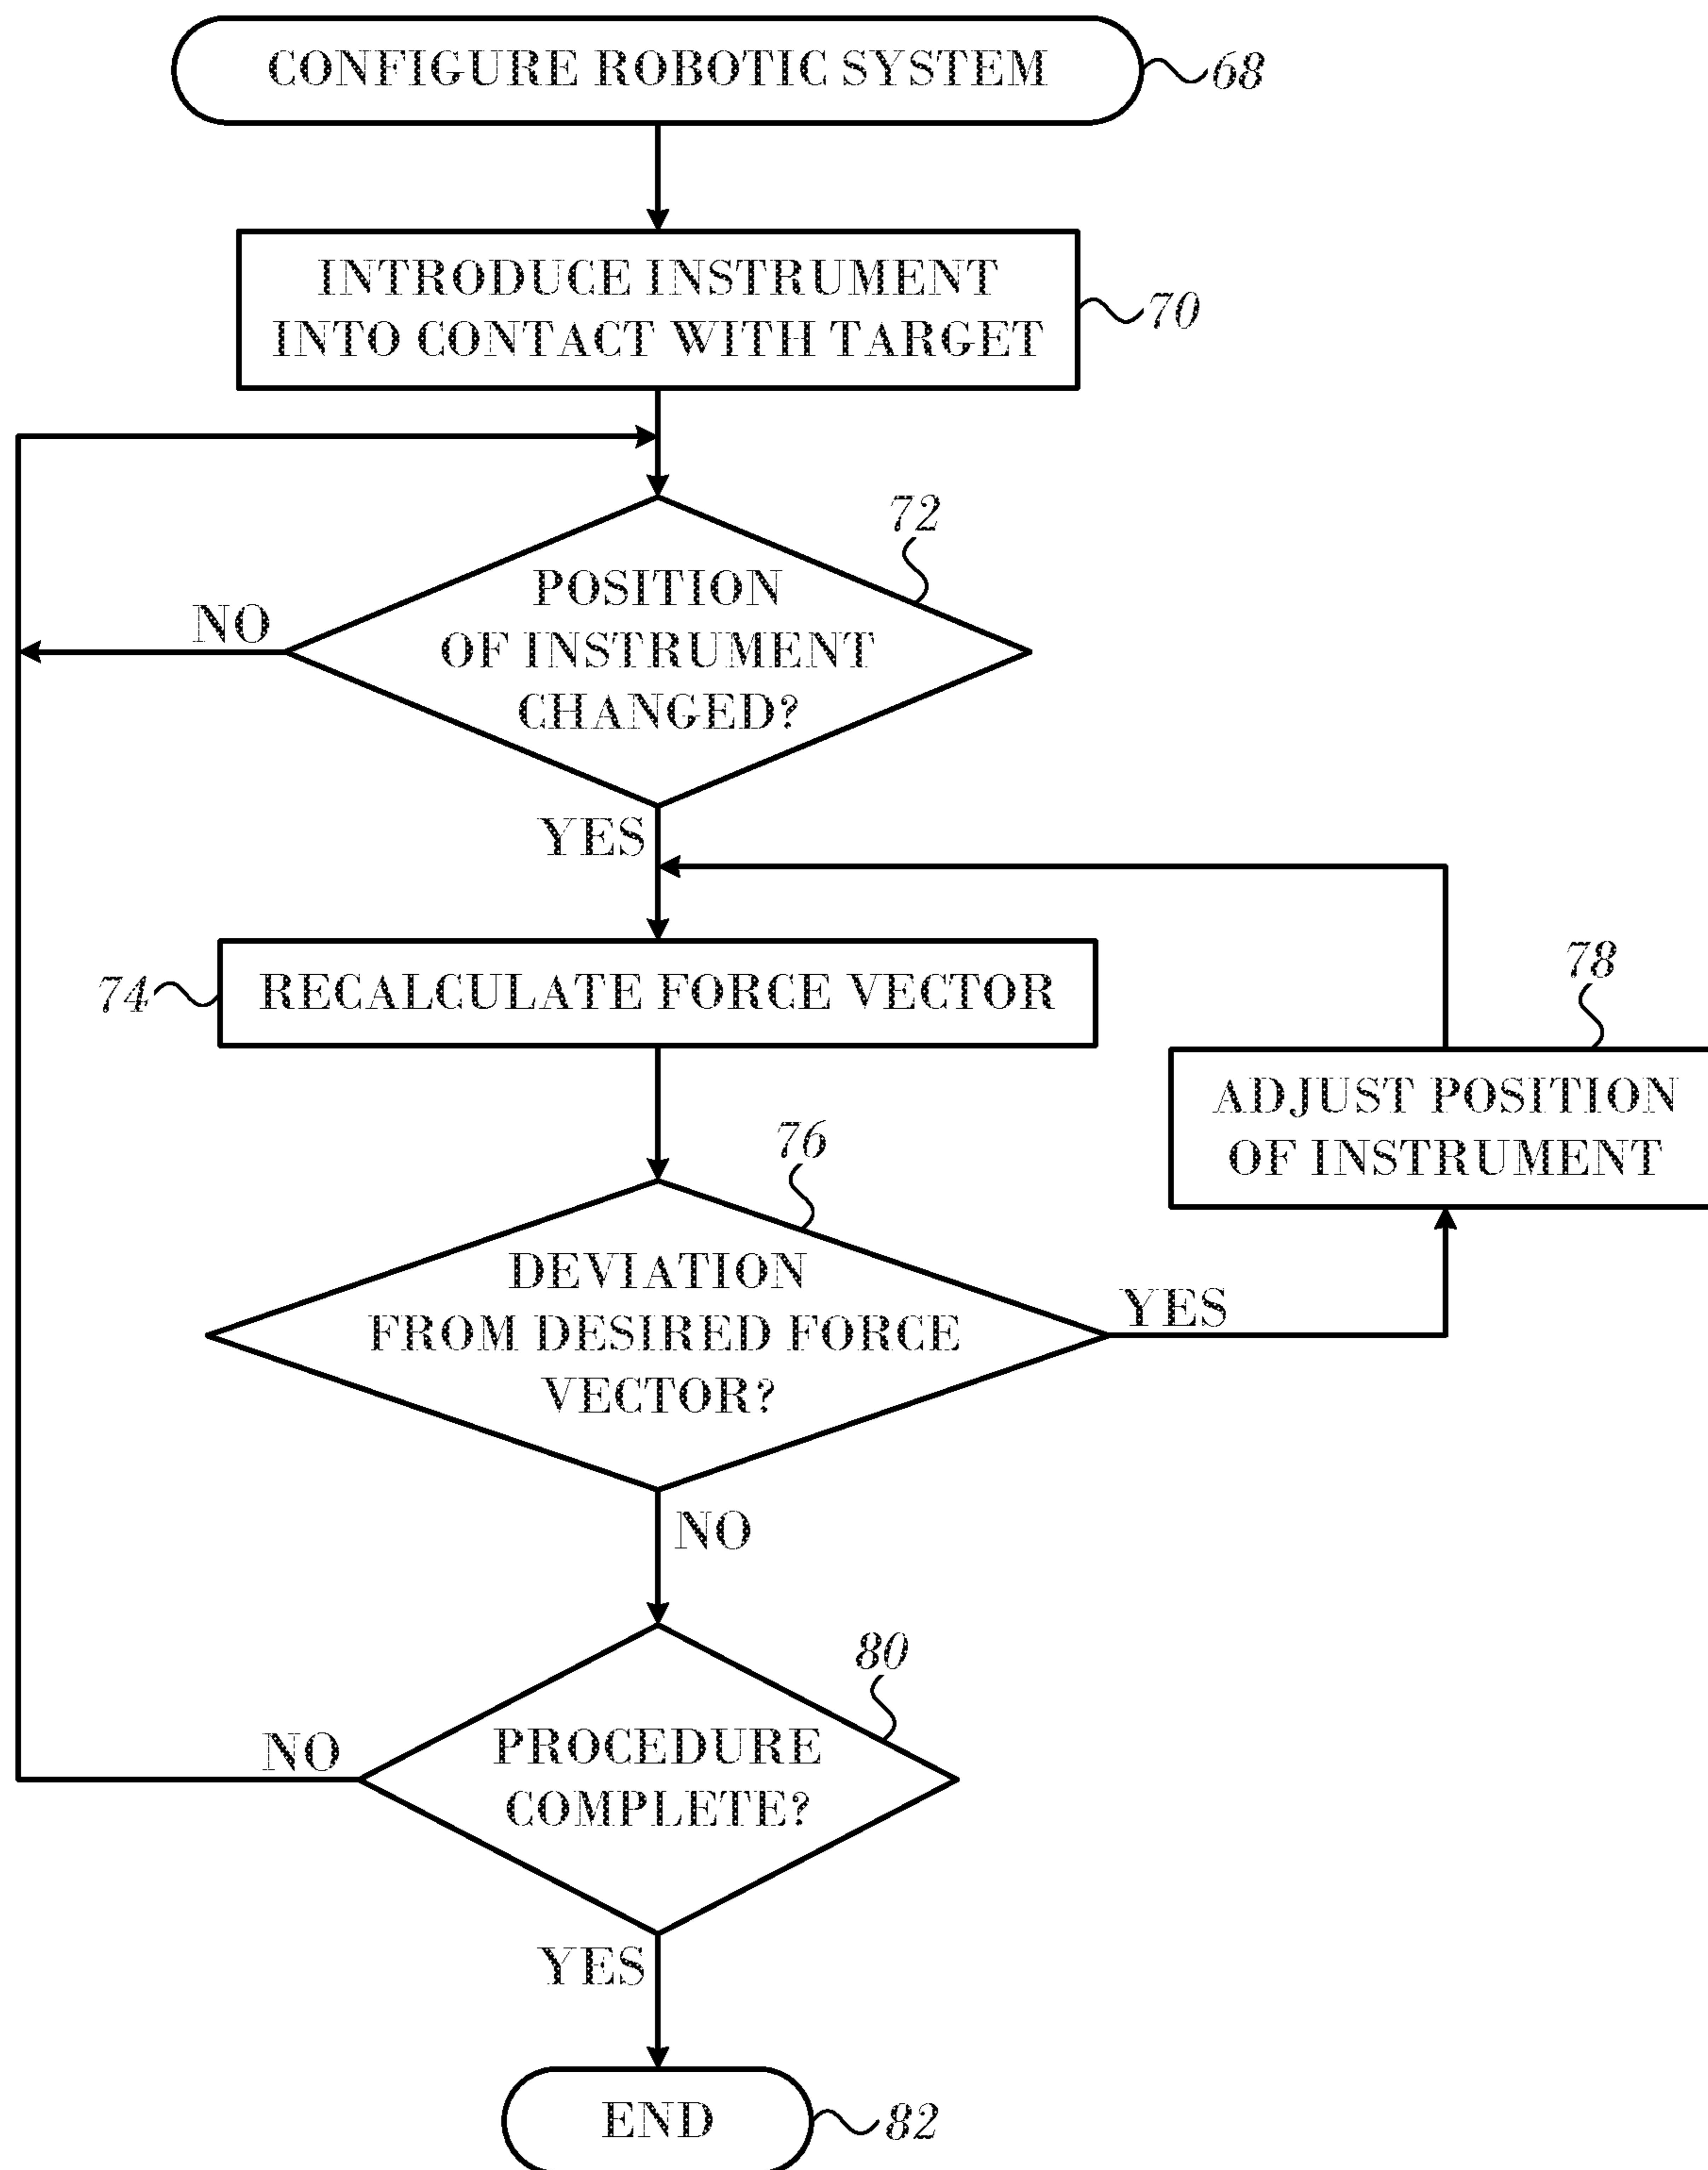 CONFIGURE ROBOTIC SYSTEM
68
INTRODUCE INSTRUMENT
INTO CONTACT WITH TARGET
70
72
POSITION
OF INSTRUMENT
CHANGED?
NO
YES
74
RECALCULATE FORCE VECTOR
78
ADJUST POSITION
OF INSTRUMENT
76
DEVIATION
FROM DESIRED FORCE
VECTOR?
YES
NO
80
PROCEDURE
COMPLETE?
NO
YES
END
82